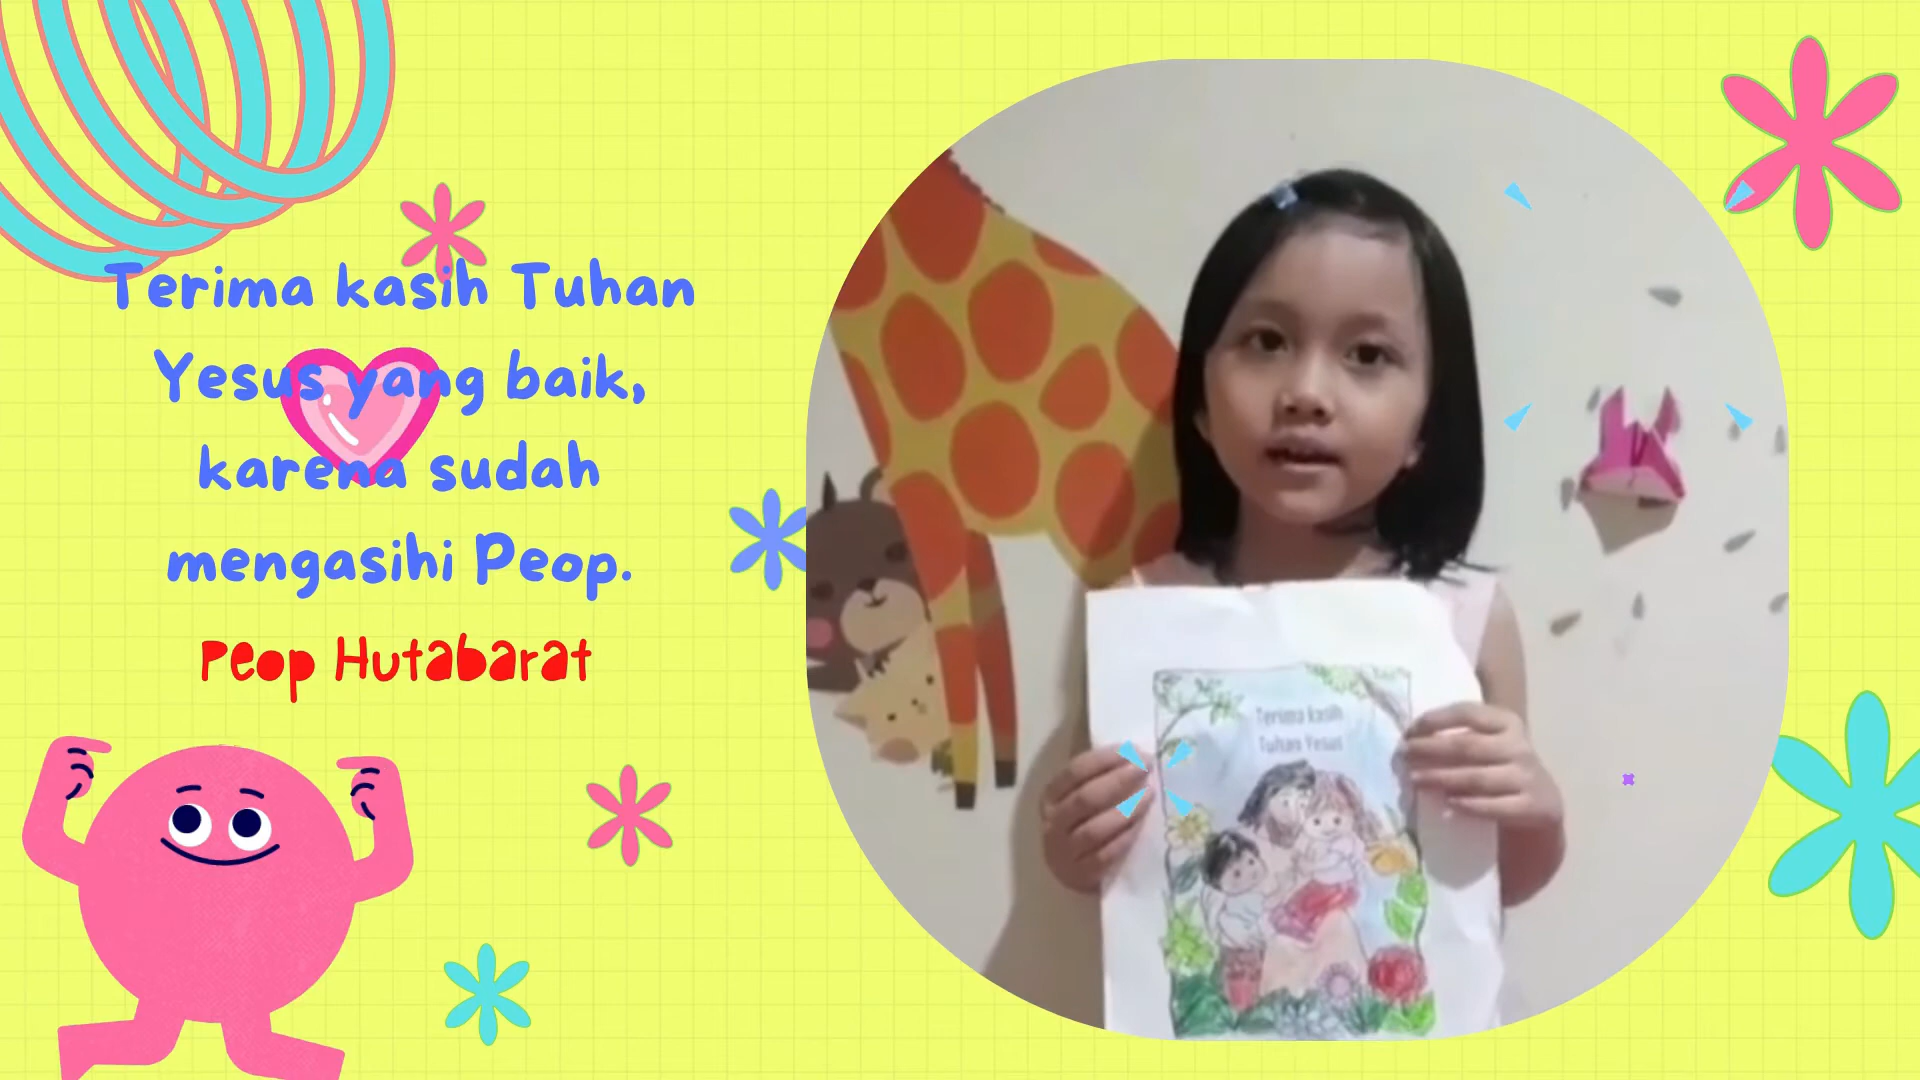 Terima kasih Tuhan
Yesus yang baik,
karena sudah
mengasihi Peop.
Peop Hutabarat
Terima kasih
Tuhan Yesus